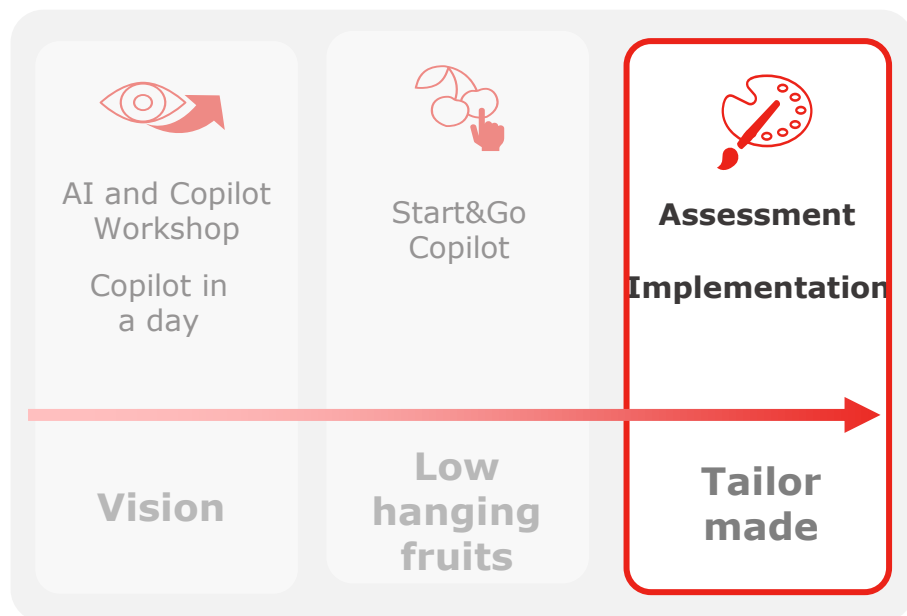 AI and Copilot
Workshop
Copilot in
a day
Vision
Start&Go
Copilot
Low
hanging
fruits
Assessment
Implementation
Tailor
made